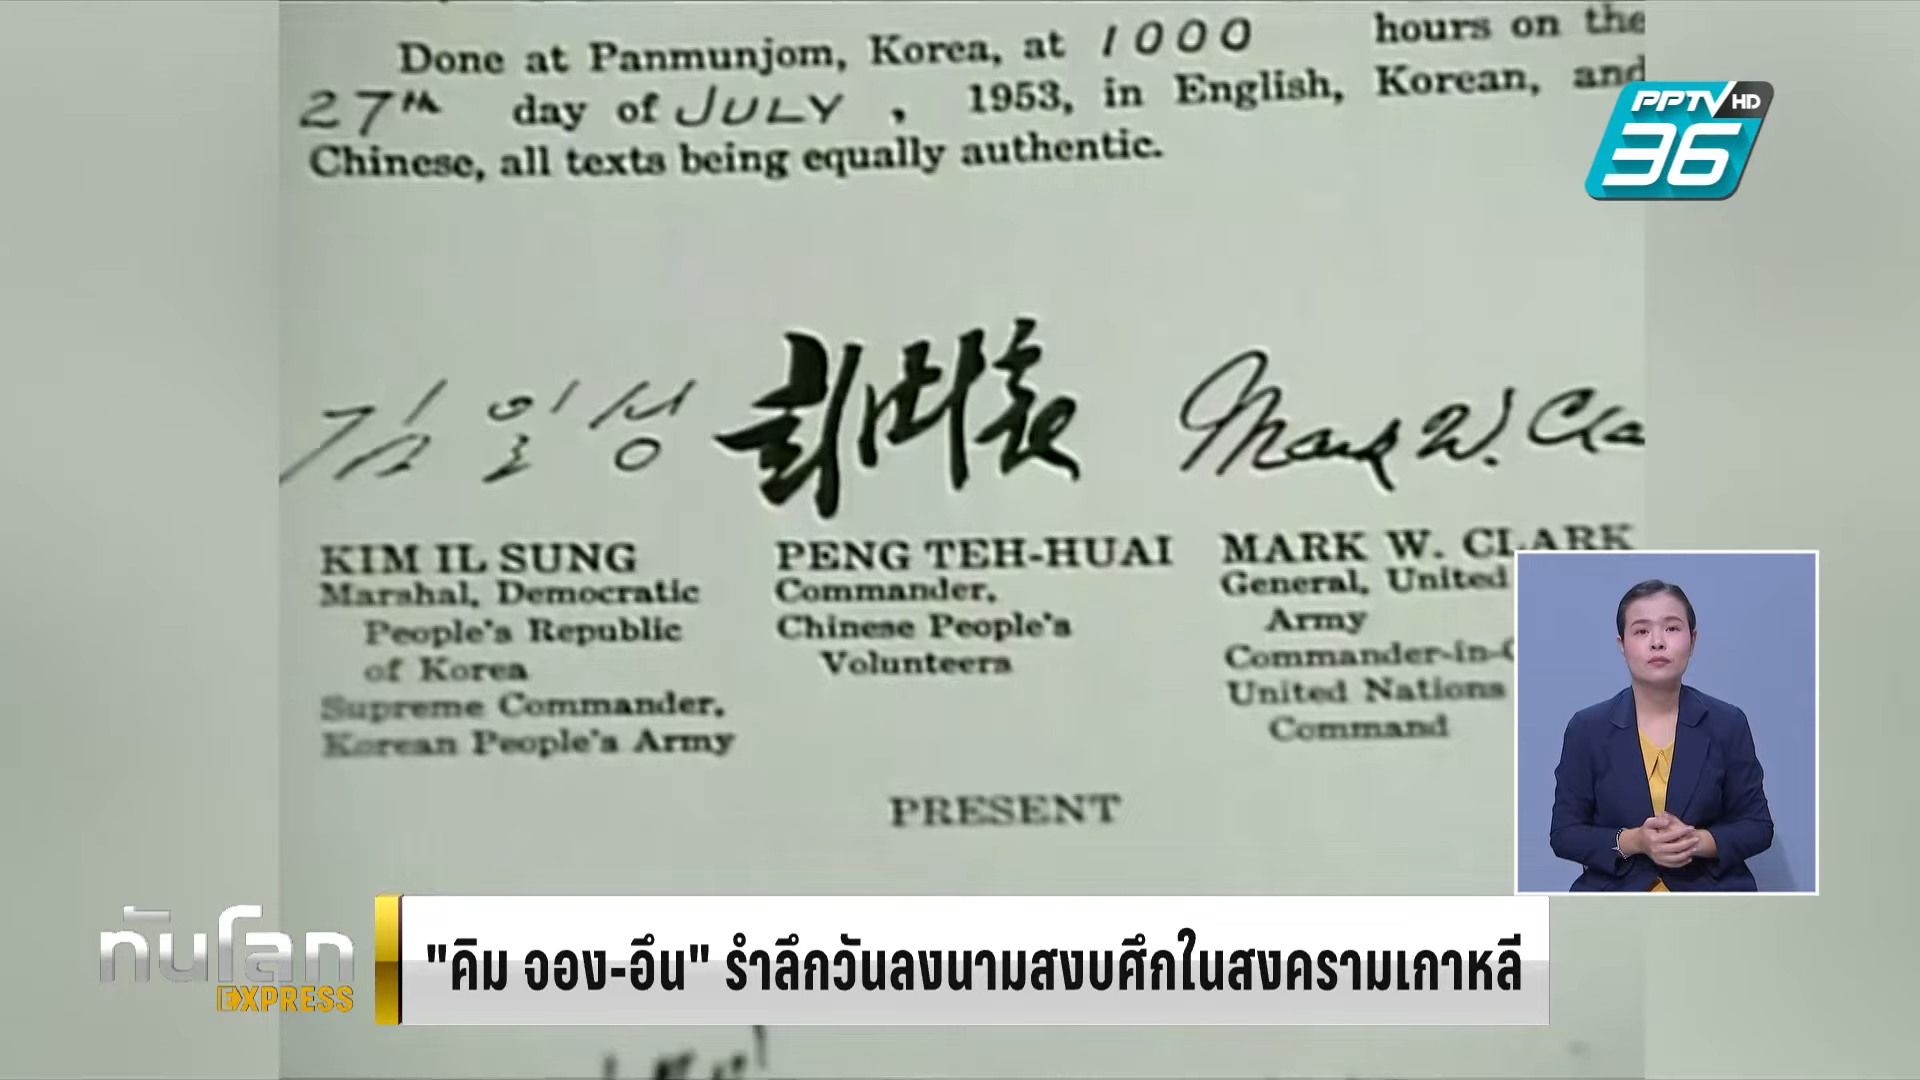 Done at Panmunjom, Korea, at 1000 hours on the
27th day of JULY, 1953, in English, Korean, and
Chinese, all texts being equally authentic.
PPTV HD
36
김일성 彭德懷 Mark W. Cla
KIM IL SUNG
Marshal, Democratic
People's Republic
of Korea
Supreme Commander,
Korean People's Army
PENG TEH-HUAI
Commander,
Chinese People's
Volunteers
MARK W. CLARK
General, United
Army
Commander-in-C
United Nations
Command
PRESENT
ทันโลก
EXPRESS
"คิม จอง-อึน" รำลึกวันลงนามสงบศึกในสงครามเกาหลี